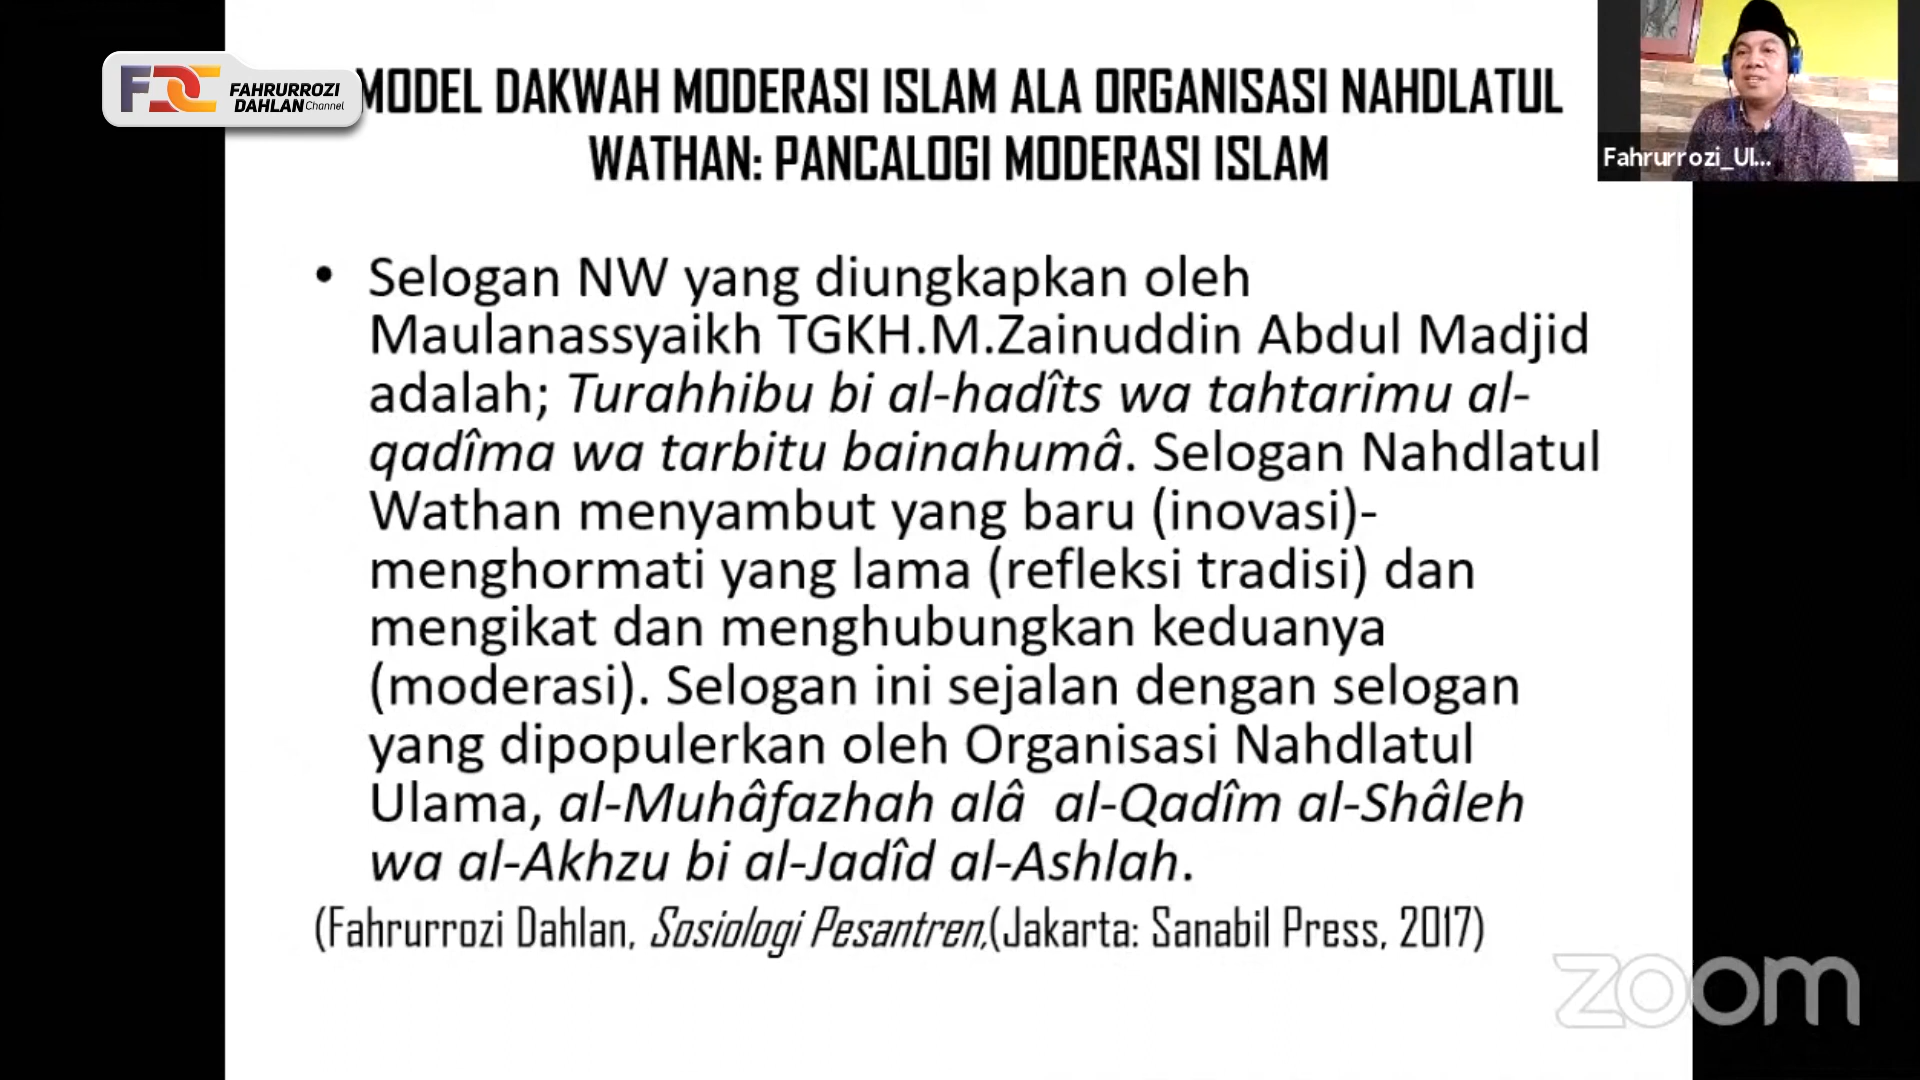 FDC FAHRURROZI
DAHLAN Channel
MODEL DAKWAH MODERASI ISLAM ALA ORGANISASI NAHDLATUL
WATHAN: PANCALOGI MODERASI ISLAM
Fahrurrozi_UI...
• Selogan NW yang diungkapkan oleh
Maulanassyaikh TGKH.M.Zainuddin Abdul Madjid
adalah; Turahhibu bi al-hadîts wa tahtarimu al-
qadîma wa tarbitu bainahumâ. Selogan Nahdlatul
Wathan menyambut yang baru (inovasi)-
menghormati yang lama (refleksi tradisi) dan
mengikat dan menghubungkan keduanya
(moderasi). Selogan ini sejalan dengan selogan
yang dipopulerkan oleh Organisasi Nahdlatul
Ulama, al-Muhâfazhah alâ al-Qadîm al-Shâleh
wa al-Akhzu bi al-Jadîd al-Ashlah.
(Fahrurrozi Dahlan, Sosiologi Pesantren,(Jakarta: Sanabil Press, 2017)
zoom